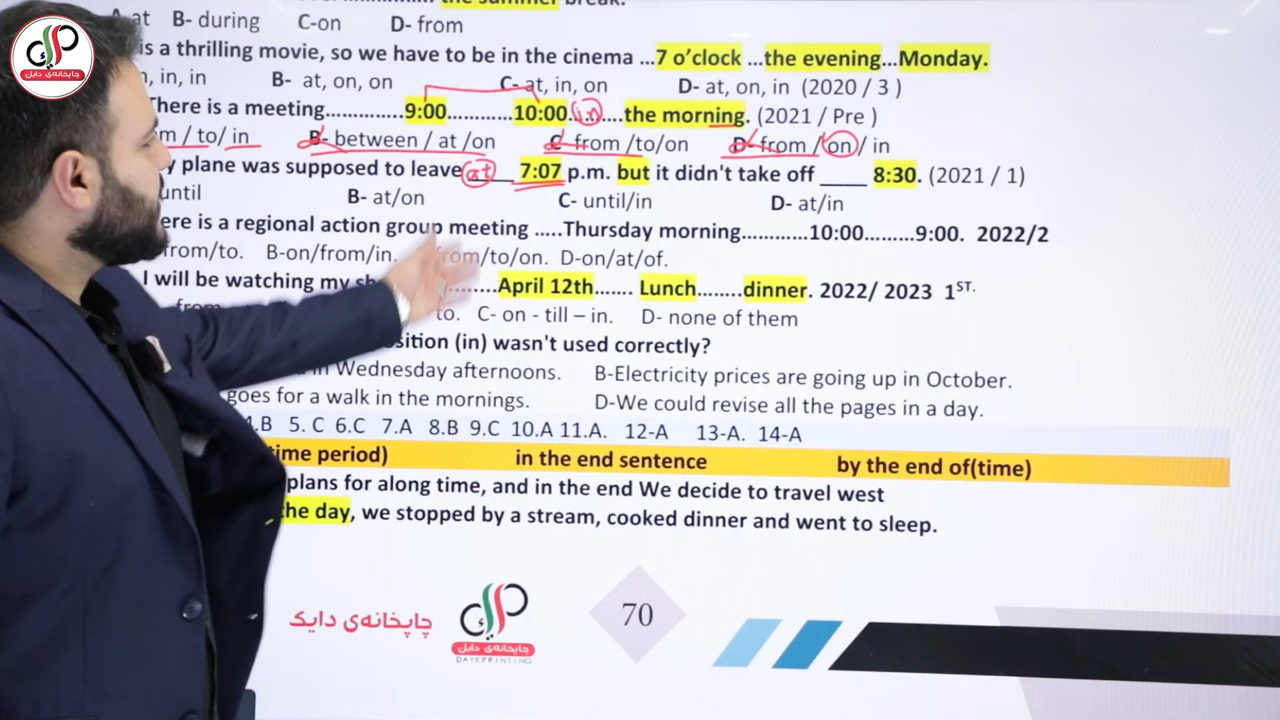 the summer break.
A- at B- during C-on D- from
is a thrilling movie, so we have to be in the cinema ...7 o'clock ...the evening...Monday.
, in, in B- at, on, on C- at, in, on D- at, on, in (2020 / 3 )
There is a meeting............9:00...........10:00 in ....the morning. (2021 / Pre )
m / to/ in B- between / at /on C from /to/on D- from / on / in
y plane was supposed to leave at ___ 7:07 p.m. but it didn't take off ____ 8:30. (2021 / 1)
until B- at/on C- until/in D- at/in
ere is a regional action group meeting .....Thursday morning...........10:00.........9:00. 2022/2
from/to. B-on/from/in. from/to/on. D-on/at/of.
I will be watching my sh ........April 12th....... Lunch........dinner. 2022/ 2023 1ST.
from to. C- on - till – in. D- none of them
sition (in) wasn't used correctly?
in Wednesday afternoons. B-Electricity prices are going up in October.
goes for a walk in the mornings. D-We could revise all the pages in a day.
4.B 5. C 6.C 7.A 8.B 9.C 10.A 11.A. 12-A 13-A. 14-A
time period) in the end sentence by the end of(time)
plans for along time, and in the end We decide to travel west
the day, we stopped by a stream, cooked dinner and went to sleep.
چاپخانەی دایک
چاپخانەی دایک
DAYKPRINTING
70
چاپخانەی دایک